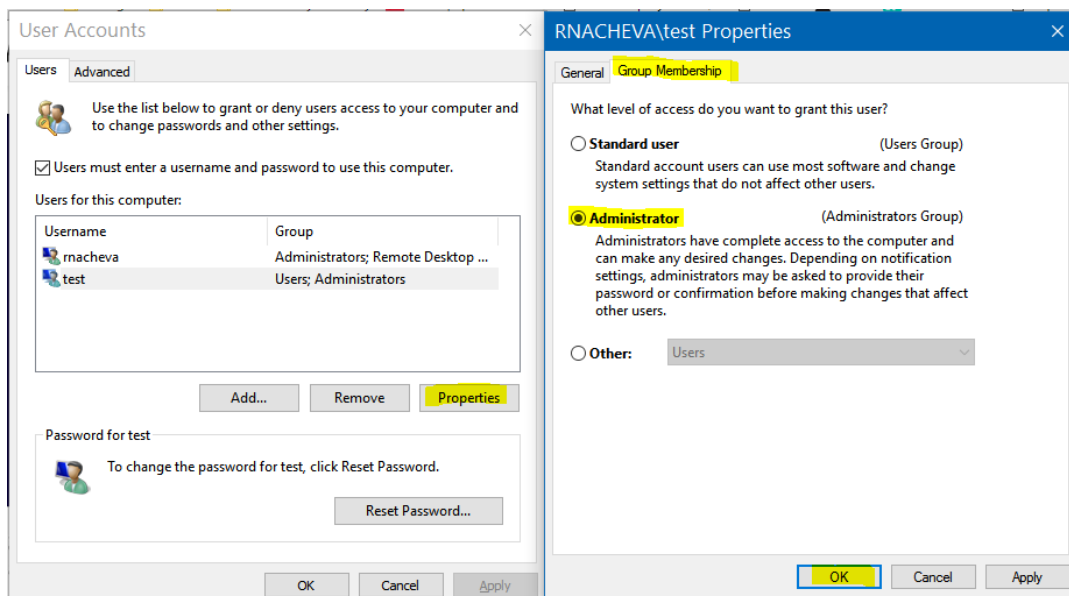 User Accounts
Users
Advanced
Use the list below to grant or deny users access to your computer and
to change passwords and other settings.
Users must enter a username and password to use this computer.
Users for this computer:
Username
Group
rnacheva
Administrators; Remote Desktop ...
test
Users; Administrators
Add...
Remove
Properties
Password for test
To change the password for test, click Reset Password.
Reset Password...
OK
Cancel
Apply
RNACHEVA\test Properties
General
Group Membership
What level of access do you want to grant this user?
Standard user
(Users Group)
Standard account users can use most software and change
system settings that do not affect other users.
Administrator
(Administrators Group)
Administrators have complete access to the computer and
can make any desired changes. Depending on notification
settings, administrators may be asked to provide their
password or confirmation before making changes that affect
other users.
Other:
Users
OK
Cancel
Apply